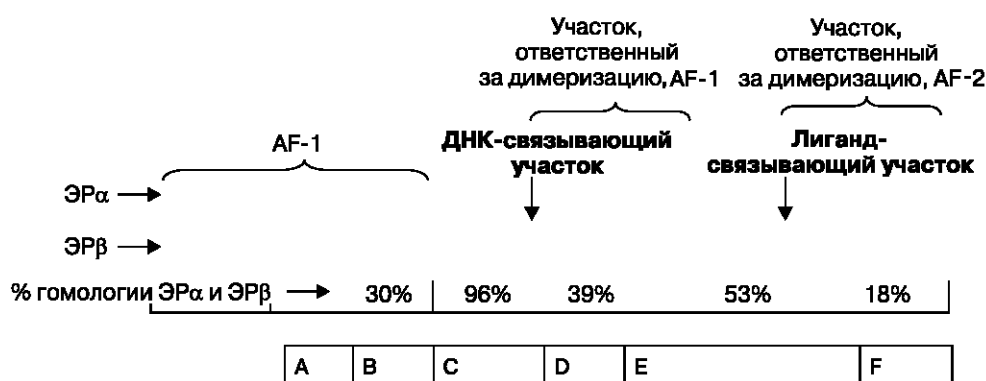 Участок,
ответственный
за димеризацию, AF-1
Участок,
ответственный
за димеризацию, AF-2
AF-1
ДНК-связывающий
участок
Лиганд-
связывающий участок
ЭРα
ЭРβ
% гомологии ЭРα и ЭРβ 30% 96% 39% 53% 18%
A B C D E F